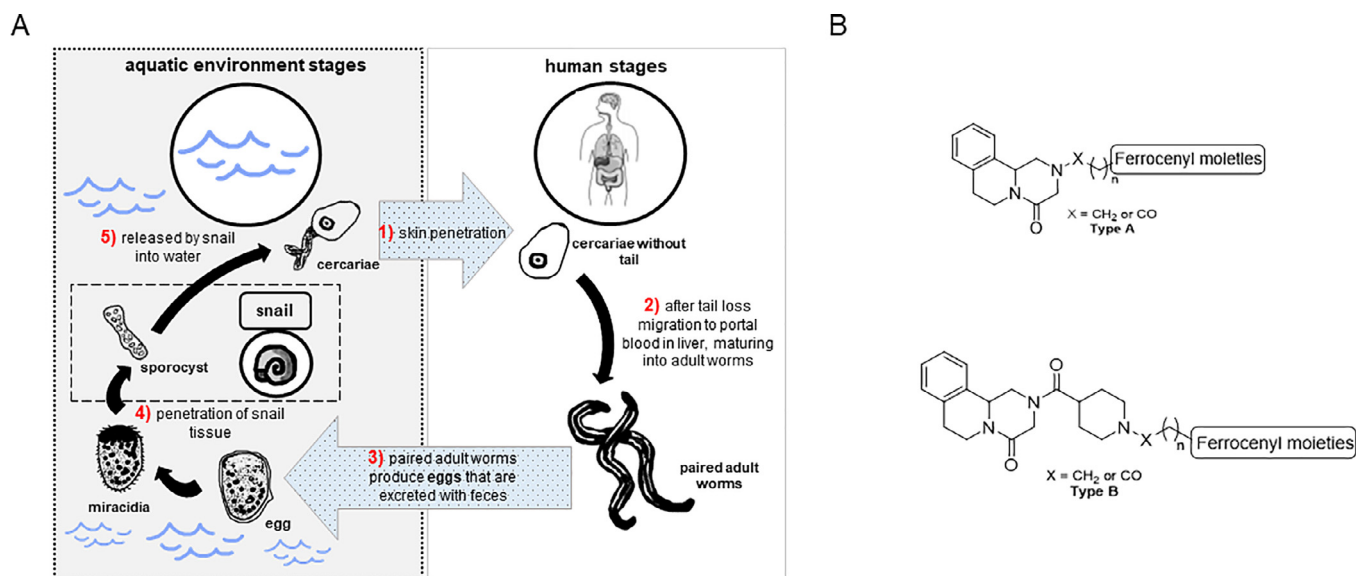 A
aquatic environment stages
5) released by snail
into water
cercariae
snail
sporocyst
4) penetration of snail
tissue
miracidia
egg
1) skin penetration
3) paired adult worms
produce eggs that are
excreted with feces
human stages
cercariae without
tail
2) after tail loss
migration to portal
blood in liver, maturing
into adult worms
paired adult
worms
B
N
N
O
X
( )n
Ferrocenyl moieties
X = CH₂ or CO
Type A
O
N
N
O
N
X
( )n
Ferrocenyl moieties
X = CH₂ or CO
Type B